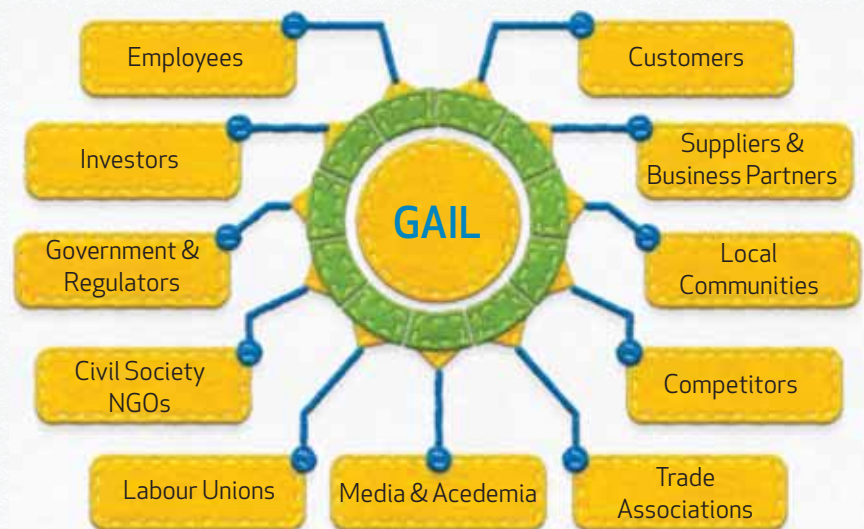 Employees
Customers
Investors
Suppliers &
Business Partners
GAIL
Government &
Regulators
Local
Communities
Civil Society
NGOs
Competitors
Labour Unions
Media & Acedemia
Trade
Associations